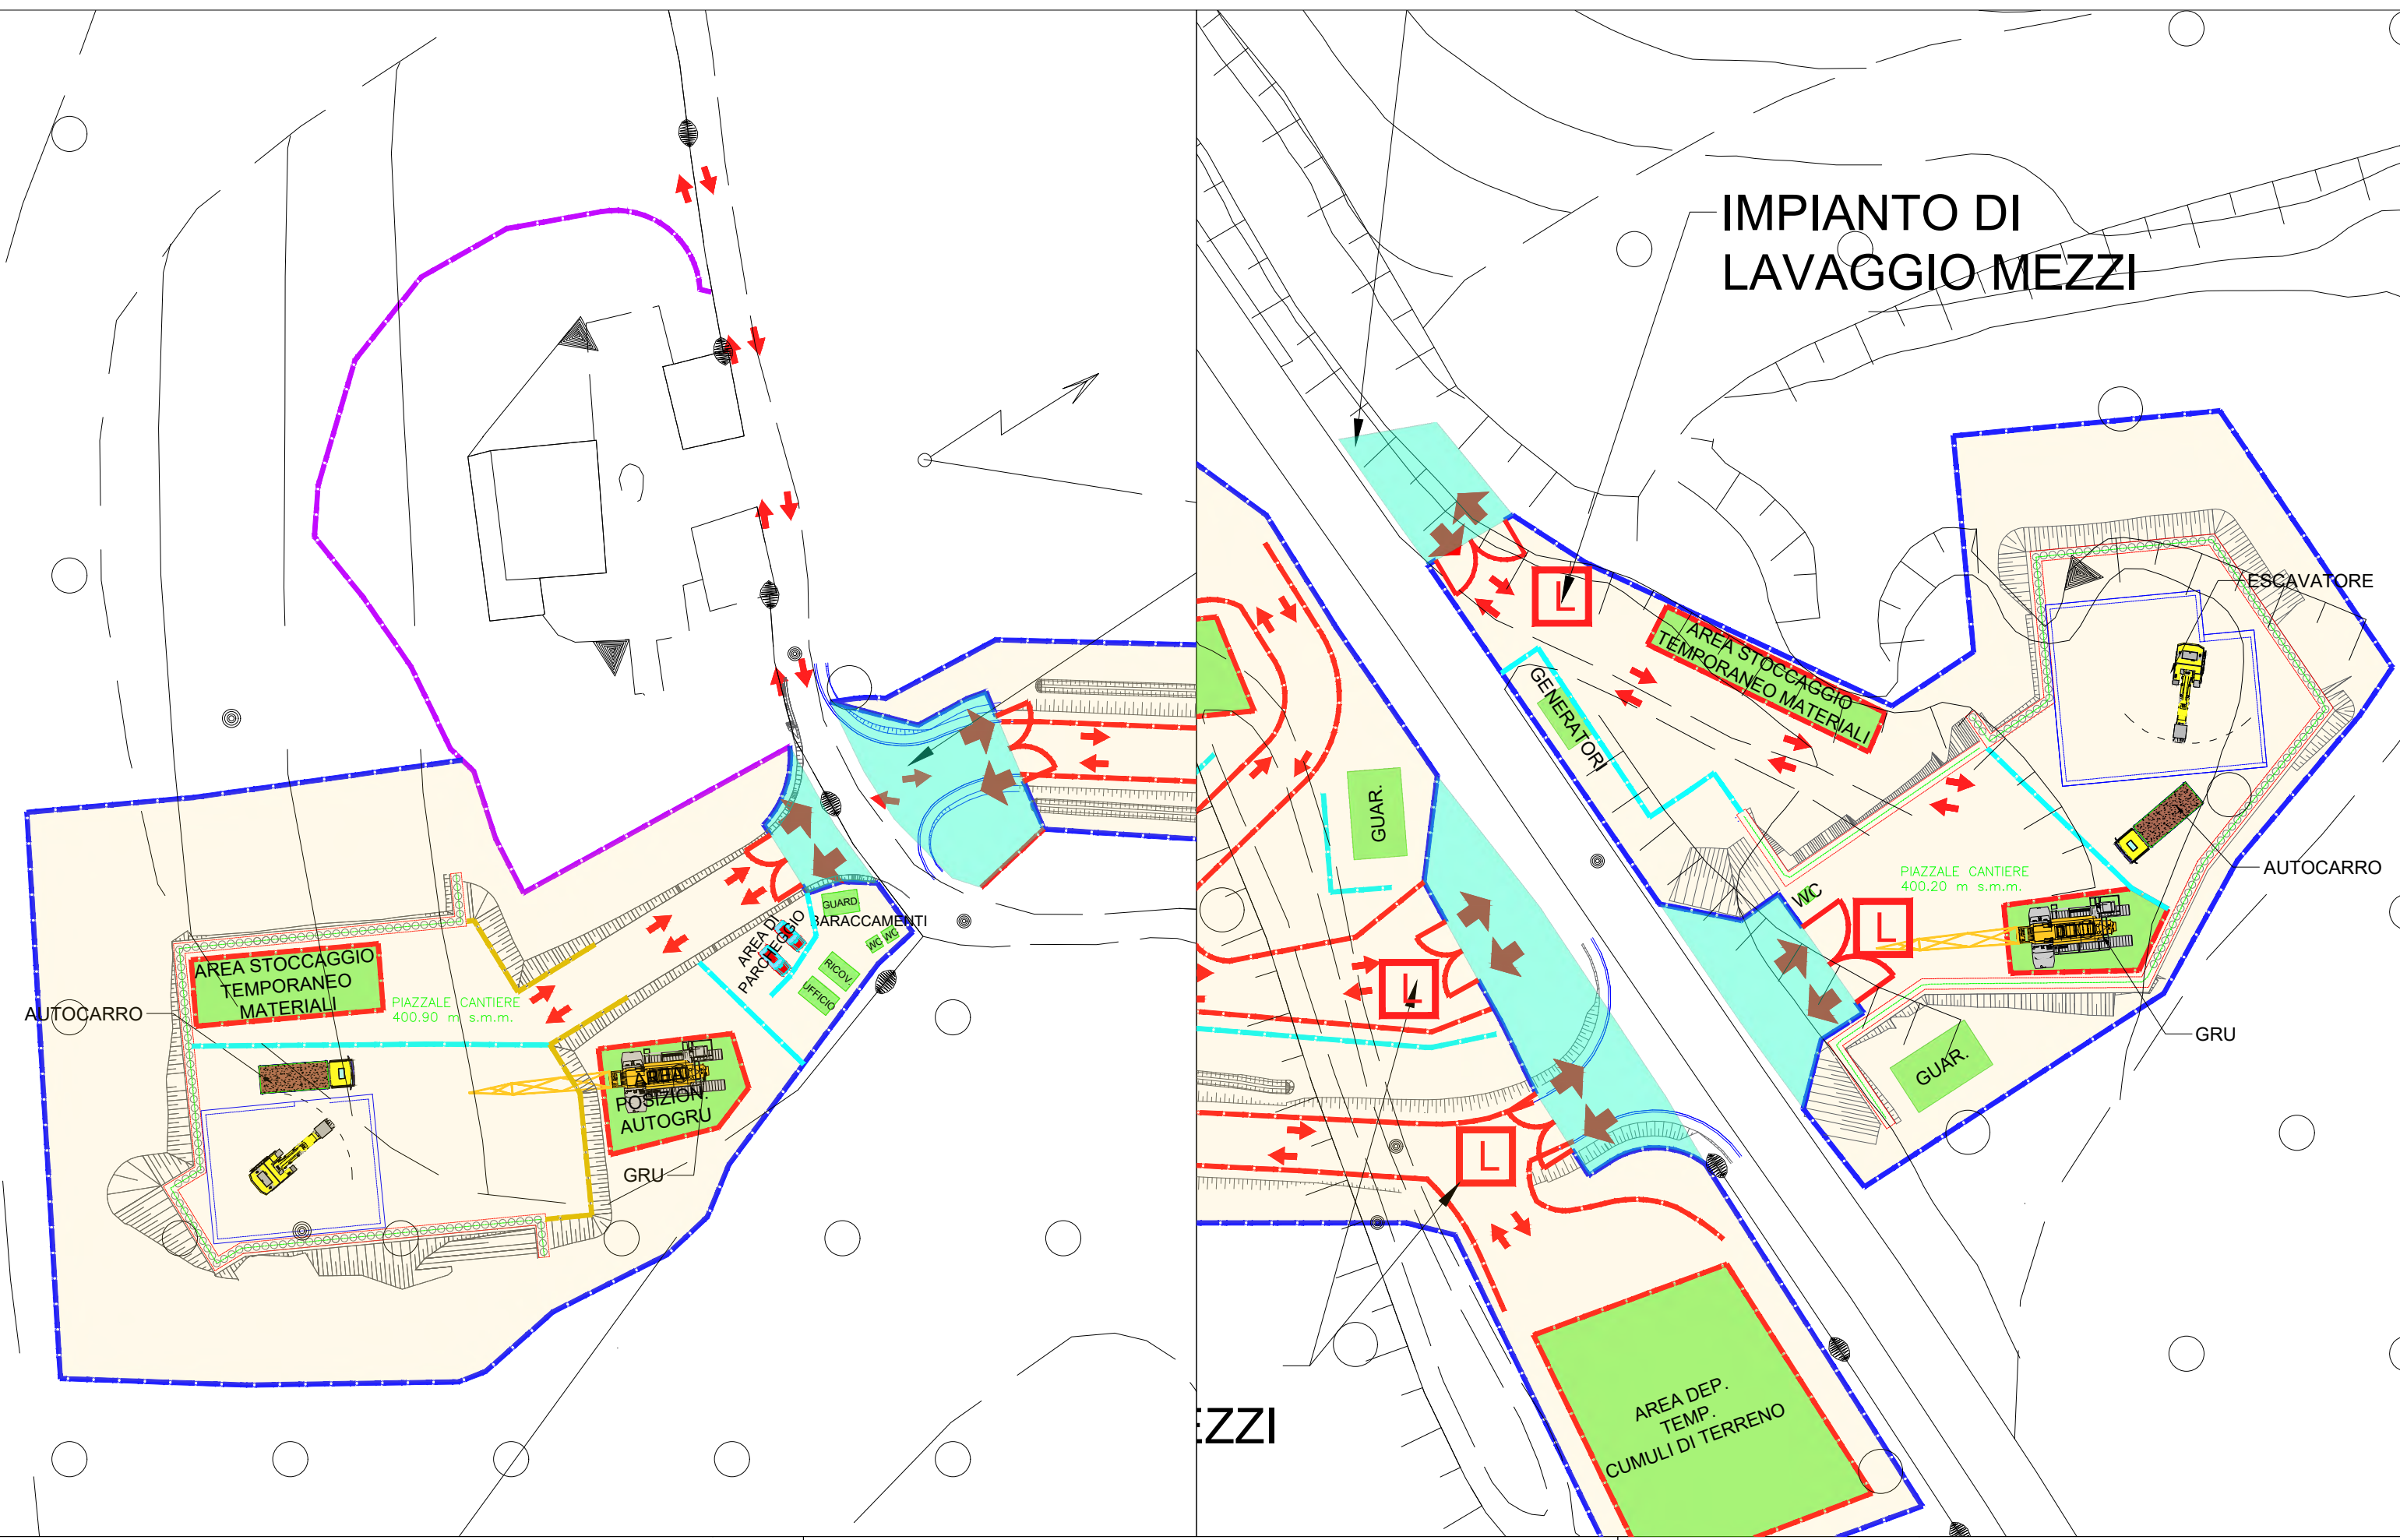 GUARD.
BARACCAMENTI
AREA DI
PARCHEGGIO
WC
WC
RICOV.
UFFICIO
AREA STOCCAGGIO
TEMPORANEO
MATERIALI
PIAZZALE CANTIERE
400.90 m s.m.m.
AUTOCARRO
AREA
POSIZION.
AUTOGRU
GRU
IMPIANTO DI
LAVAGGIO MEZZI
L
AREA STOCCAGGIO
TEMPORANEO MATERIALI
GENERATORI
ESCAVATORE
GUAR.
AUTOCARRO
PIAZZALE CANTIERE
400.20 m s.m.m.
WC
L
L
GRU
GUAR.
L
AREA DEP.
TEMP.
CUMULI DI TERRENO
EZZI